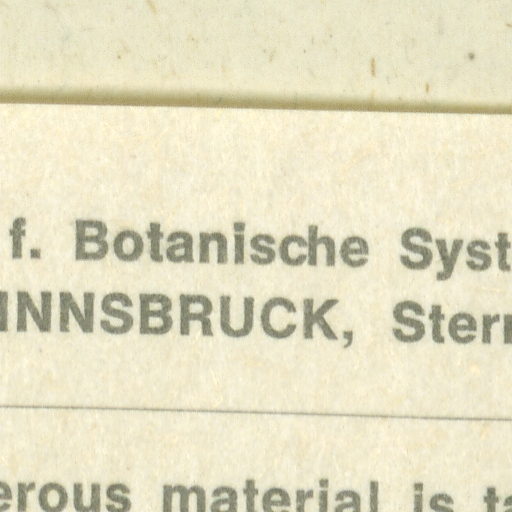 f. Botanische Syst
INNSBRUCK, Stern
erous material is ta